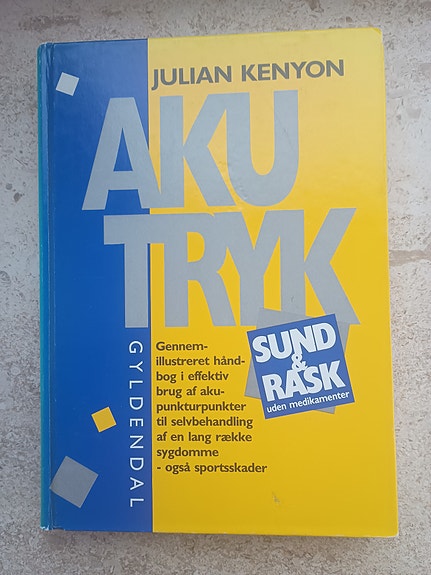 JULIAN KENYON
AKU
TRYK
GYLDENDAL
Gennem-
illustreret hånd-
bog i effektiv
brug af aku-
punkturpunkter
til selvbehandling
af en lang række
sygdomme
- også sportsskader
SUND
&
RASK
uden medikamenter